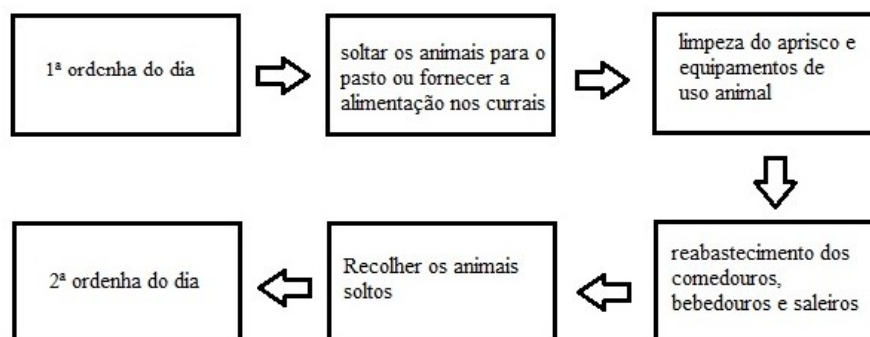 1ª ordenha do dia
soltar os animais para o
pasto ou fornecer a
alimentação nos currais
limpeza do aprisco e
equipamentos de
uso animal
reabastecimento dos
comedouros,
bebedouros e saleiros
Recolher os animais
soltos
2ª ordenha do dia